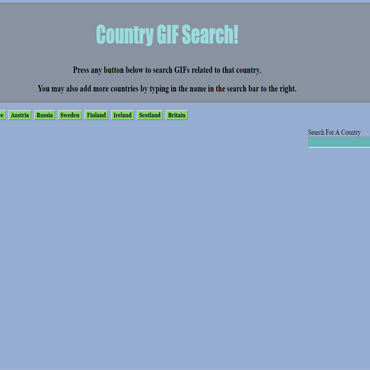 Country GIF Search!
Press any button below to search GIFs related to that country.
You may also add more countries by typing in the name in the search bar to the right.
Austria Russia Sweden Finland Ireland Scotland Britain
Search For A Country